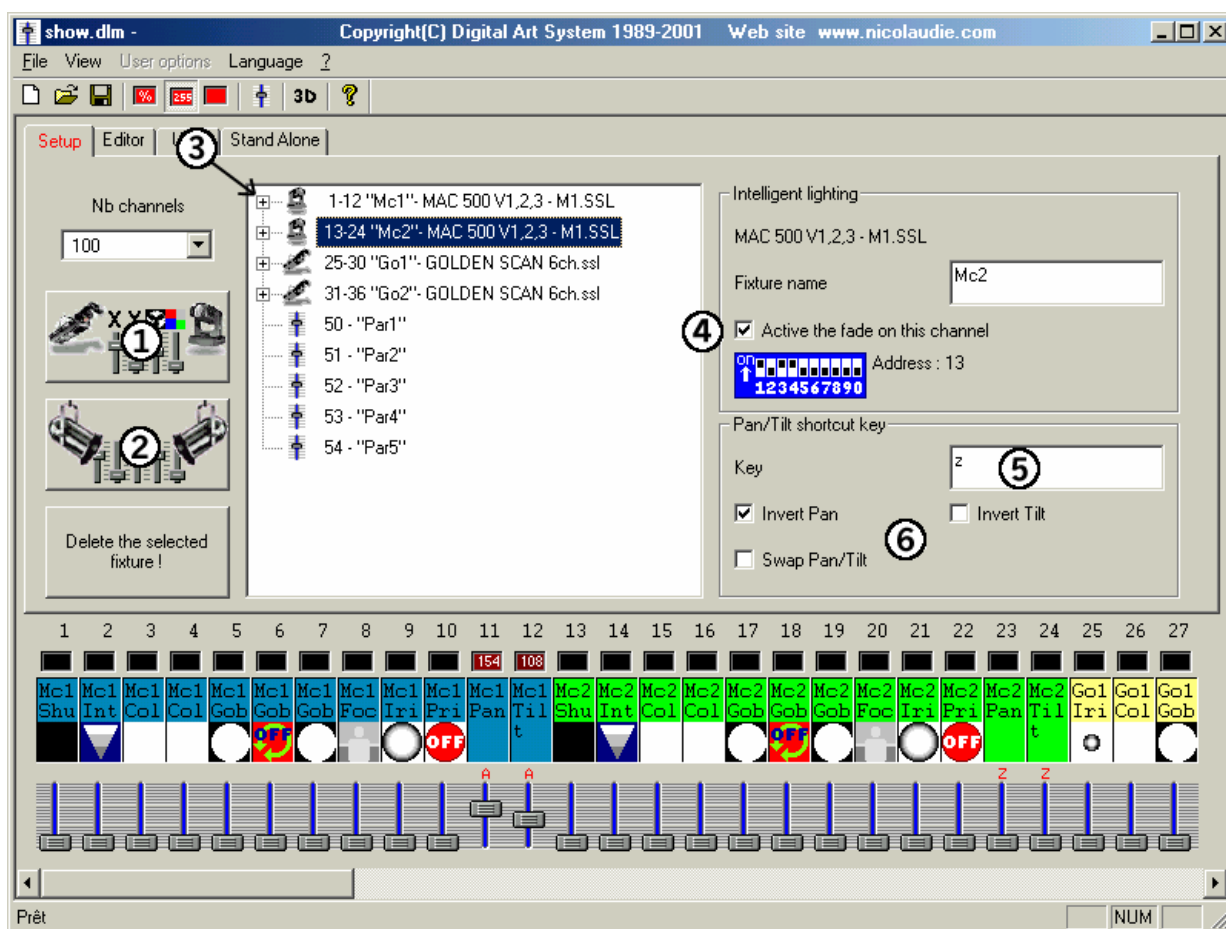 show.dlm - Copyright(C) Digital Art System 1989-2001 Web site www.nicolaudie.com
File View User options Language ?
% 255 3D ?
Setup Editor Stand Alone
3
Nb channels
100
1
X Y
2
Delete the selected
fixture !
1-12 "Mc1"- MAC 500 V1,2,3 - M1.SSL
13-24 "Mc2"- MAC 500 V1,2,3 - M1.SSL
25-30 "Go1"- GOLDEN SCAN 6ch.ssl
31-36 "Go2"- GOLDEN SCAN 6ch.ssl
50 - "Par1"
51 - "Par2"
52 - "Par3"
53 - "Par4"
54 - "Par5"
Intelligent lighting
MAC 500 V1,2,3 - M1.SSL
Fixture name Mc2
4 Active the fade on this channel
on Address : 13
1234567890
Pan/Tilt shortcut key
Key z 5
Invert Pan Invert Tilt
6
Swap Pan/Tilt
1 2 3 4 5 6 7 8 9 10 11 12 13 14 15 16 17 18 19 20 21 22 23 24 25 26 27
154 108
Mc1 Mc1 Mc1 Mc1 Mc1 Mc1 Mc1 Mc1 Mc1 Mc1 Mc1 Mc1 Mc2 Mc2 Mc2 Mc2 Mc2 Mc2 Mc2 Mc2 Mc2 Mc2 Mc2 Mc2 Go1 Go1 Go1
Shu Int Col Col Gob Gob Gob Foc Iri Pri Pan Til Shu Int Col Col Gob Gob Gob Foc Iri Pri Pan Til Iri Col Gob
t t
OFF OFF OFF OFF
A A Z Z
Prêt NUM